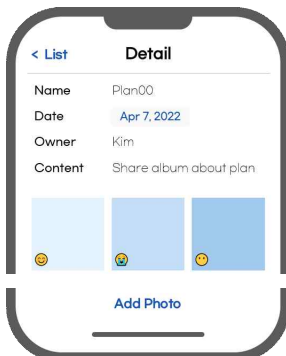 < List Detail
Name Plan00
Date Apr 7, 2022
Owner Kim
Content Share album about plan
Add Photo